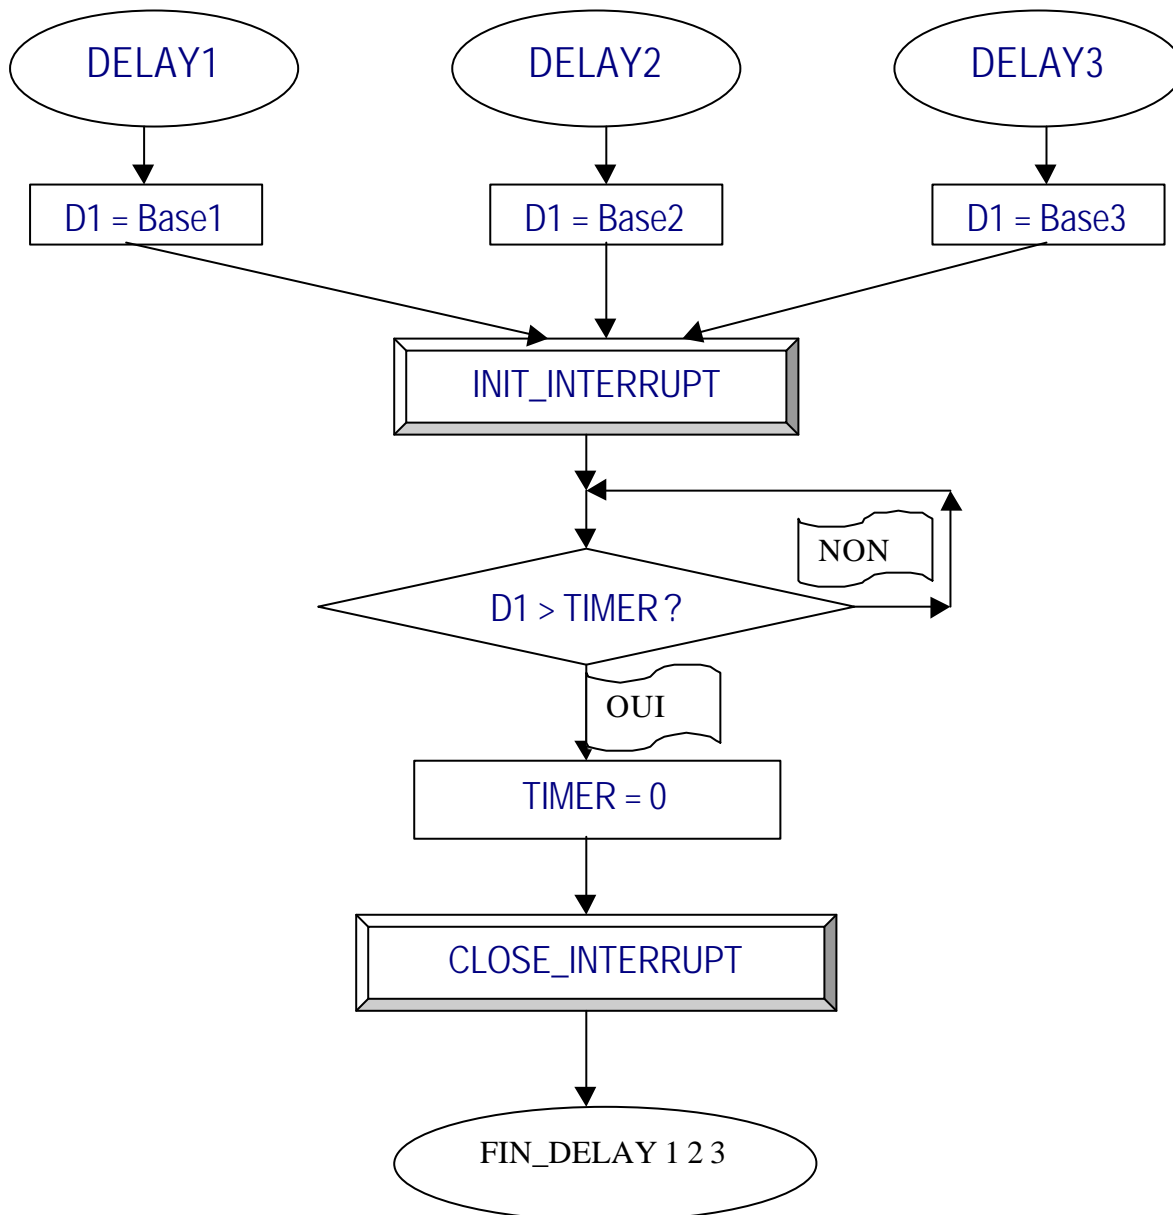 DELAY1
DELAY2
DELAY3
D1 = Base1
D1 = Base2
D1 = Base3
INIT_INTERRUPT
NON
D1 > TIMER ?
OUI
TIMER = 0
CLOSE_INTERRUPT
FIN_DELAY 1 2 3